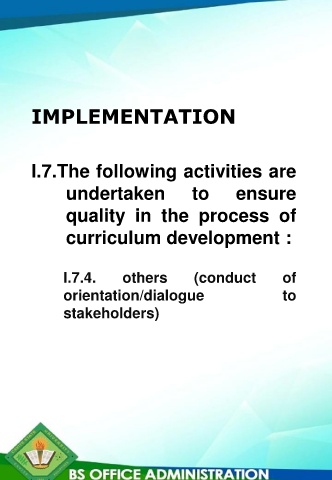 IMPLEMENTATION
I.7.The following activities are
undertaken to ensure
quality in the process of
curriculum development :
I.7.4. others (conduct of
orientation/dialogue to
stakeholders)
BS OFFICE ADMINISTRATION